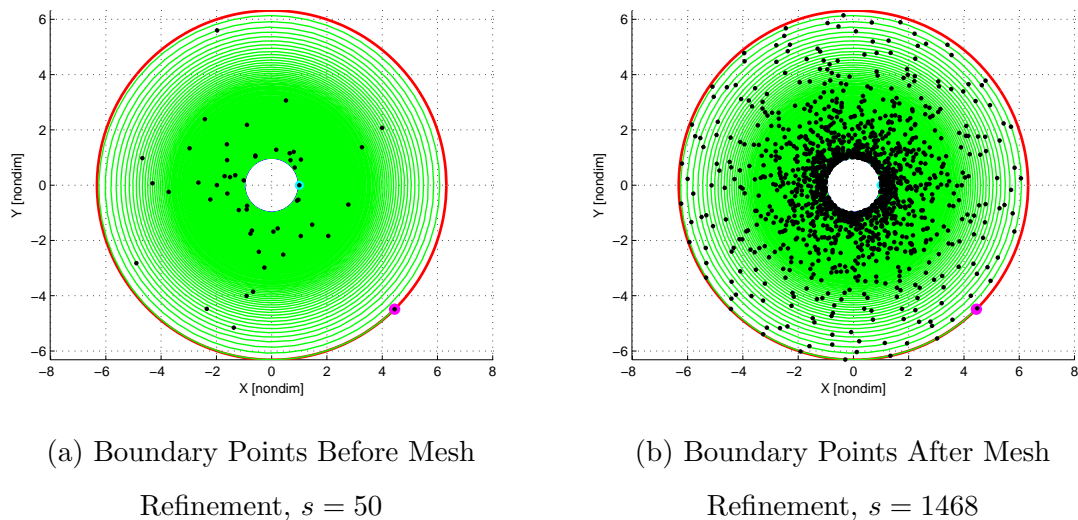 6
4
2
0
−2
−4
−6
Y [nondim]
−8 −6 −4 −2 0 2 4 6 8
X [nondim]
(a) Boundary Points Before Mesh
Refinement, s = 50
6
4
2
0
−2
−4
−6
Y [nondim]
−8 −6 −4 −2 0 2 4 6 8
X [nondim]
(b) Boundary Points After Mesh
Refinement, s = 1468